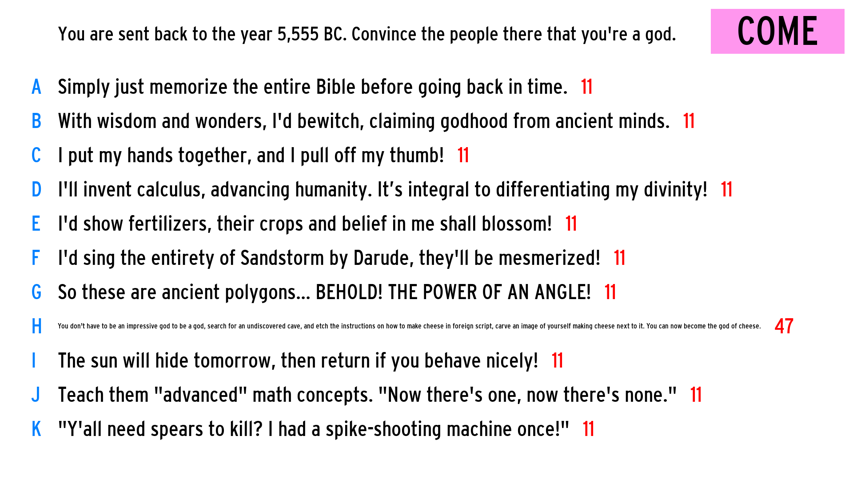 You are sent back to the year 5,555 BC. Convince the people there that you're a god. COME
A Simply just memorize the entire Bible before going back in time. 11
B With wisdom and wonders, I'd bewitch, claiming godhood from ancient minds. 11
C I put my hands together, and I pull off my thumb! 11
D I'll invent calculus, advancing humanity. It’s integral to differentiating my divinity! 11
E I'd show fertilizers, their crops and belief in me shall blossom! 11
F I'd sing the entirety of Sandstorm by Darude, they'll be mesmerized! 11
G So these are ancient polygons... BEHOLD! THE POWER OF AN ANGLE! 11
H You don't have to be an impressive god to be a god, search for an undiscovered cave, and etch the instructions on how to make cheese in foreign script, carve an image of yourself making cheese next to it. You can now become the god of cheese. 47
I The sun will hide tomorrow, then return if you behave nicely! 11
J Teach them "advanced" math concepts. "Now there's one, now there's none." 11
K "Y'all need spears to kill? I had a spike-shooting machine once!" 11